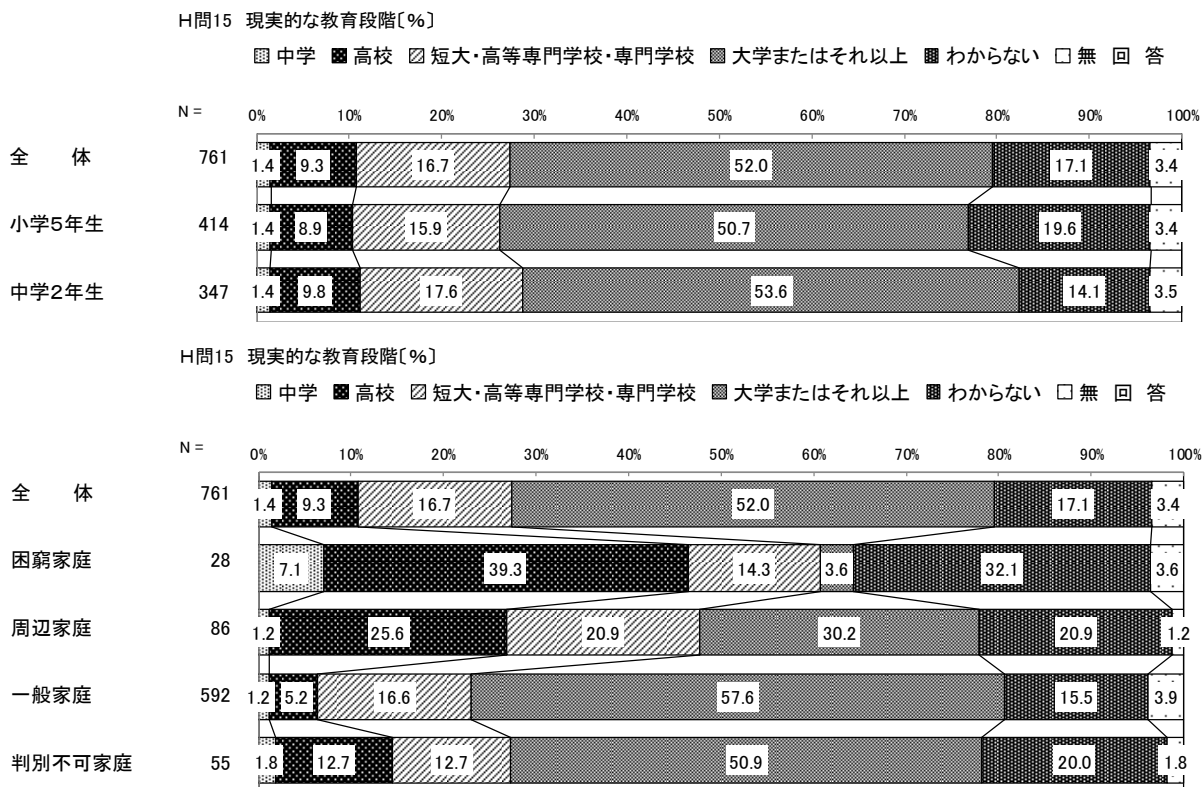 H問15 現実的な教育段階〔%〕
中学 高校 短大・高等専門学校・専門学校 大学またはそれ以上 わからない 無 回 答
N = 0% 10% 20% 30% 40% 50% 60% 70% 80% 90% 100%
全 体 761 1.4 9.3 16.7 52.0 17.1 3.4
小学5年生 414 1.4 8.9 15.9 50.7 19.6 3.4
中学2年生 347 1.4 9.8 17.6 53.6 14.1 3.5
H問15 現実的な教育段階〔%〕
中学 高校 短大・高等専門学校・専門学校 大学またはそれ以上 わからない 無 回 答
N = 0% 10% 20% 30% 40% 50% 60% 70% 80% 90% 100%
全 体 761 1.4 9.3 16.7 52.0 17.1 3.4
困窮家庭 28 7.1 39.3 14.3 3.6 32.1 3.6
周辺家庭 86 1.2 25.6 20.9 30.2 20.9 1.2
一般家庭 592 1.2 5.2 16.6 57.6 15.5 3.9
判別不可家庭 55 1.8 12.7 12.7 50.9 20.0 1.8